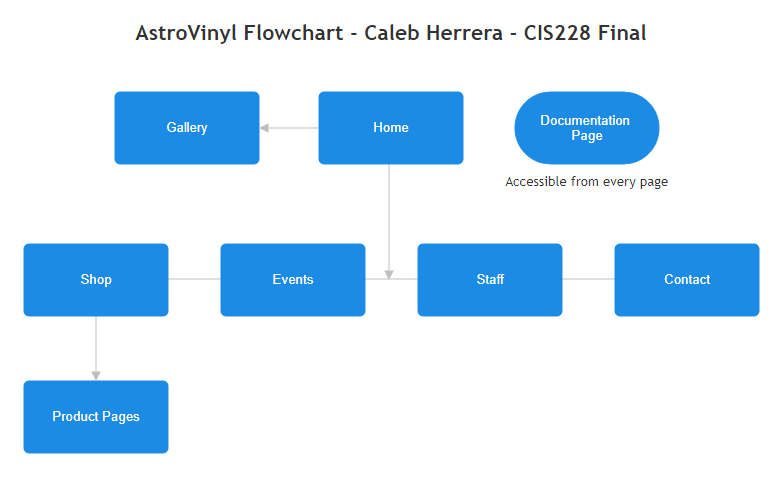 AstroVinyl Flowchart - Caleb Herrera - CIS228 Final
Gallery
Home
Documentation
Page
Accessible from every page
Shop
Events
Staff
Contact
Product Pages